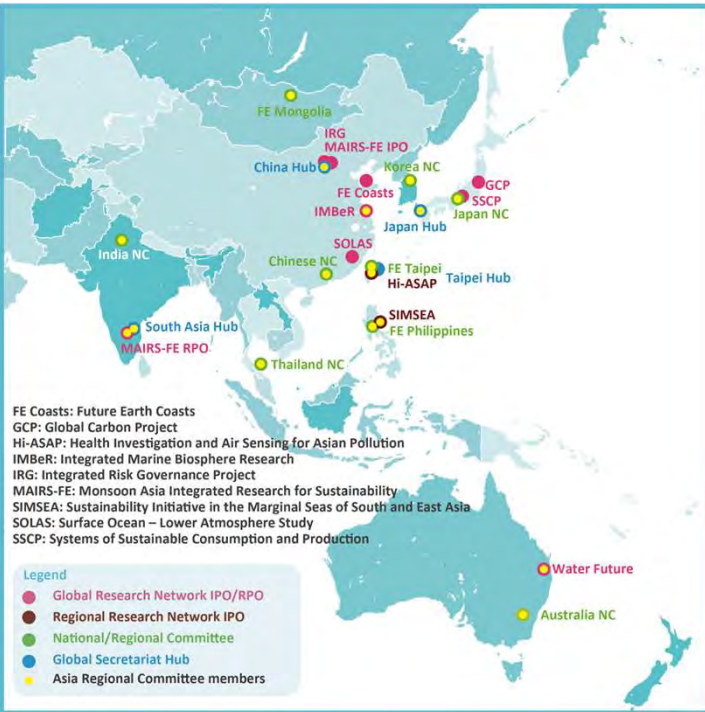 FE Mongolia
IRG
MAIRS-FE IPO
China Hub
Korea NC
GCP
FE Coasts
SSCP
IMBeR
Japan NC
Japan Hub
SOLAS
India NC
Chinese NC
FE Taipei
Hi-ASAP
Taipei Hub
SIMSEA
South Asia Hub
FE Philippines
MAIRS-FE RPO
Thailand NC
FE Coasts: Future Earth Coasts
GCP: Global Carbon Project
Hi-ASAP: Health Investigation and Air Sensing for Asian Pollution
IMBeR: Integrated Marine Biosphere Research
IRG: Integrated Risk Governance Project
MAIRS-FE: Monsoon Asia Integrated Research for Sustainability
SIMSEA: Sustainability Initiative in the Marginal Seas of South and East Asia
SOLAS: Surface Ocean – Lower Atmosphere Study
SSCP: Systems of Sustainable Consumption and Production
Water Future
Australia NC
Legend
Global Research Network IPO/RPO
Regional Research Network IPO
National/Regional Committee
Global Secretariat Hub
Asia Regional Committee members